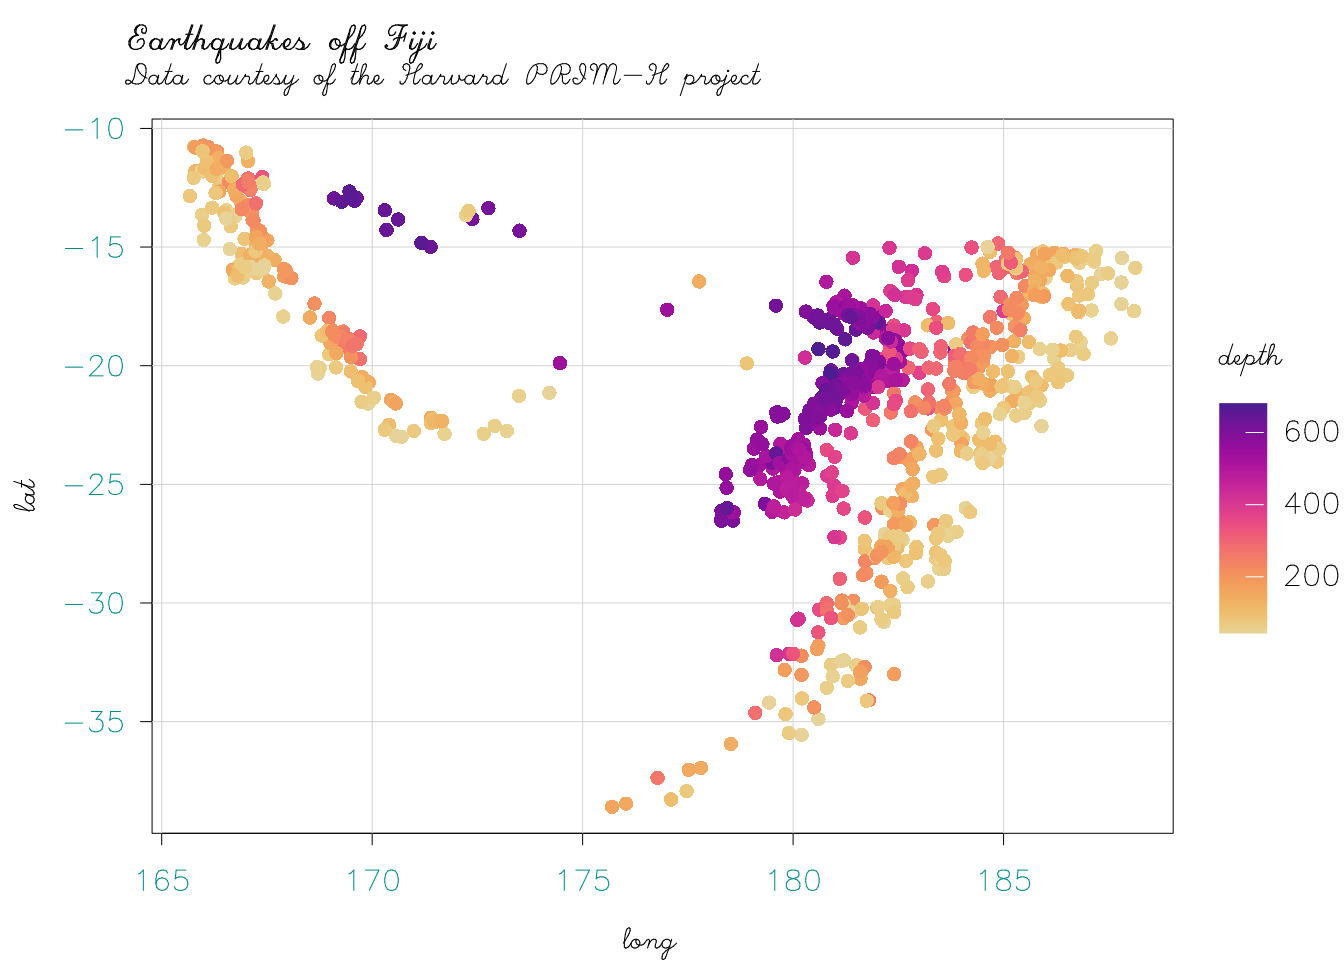 Earthquakes off Fiji
Data courtesy of the Harvard PRIM-H project
−10
−15
−20
−25
−30
−35
lat
165 170 175 180 185
long
depth
600
400
200